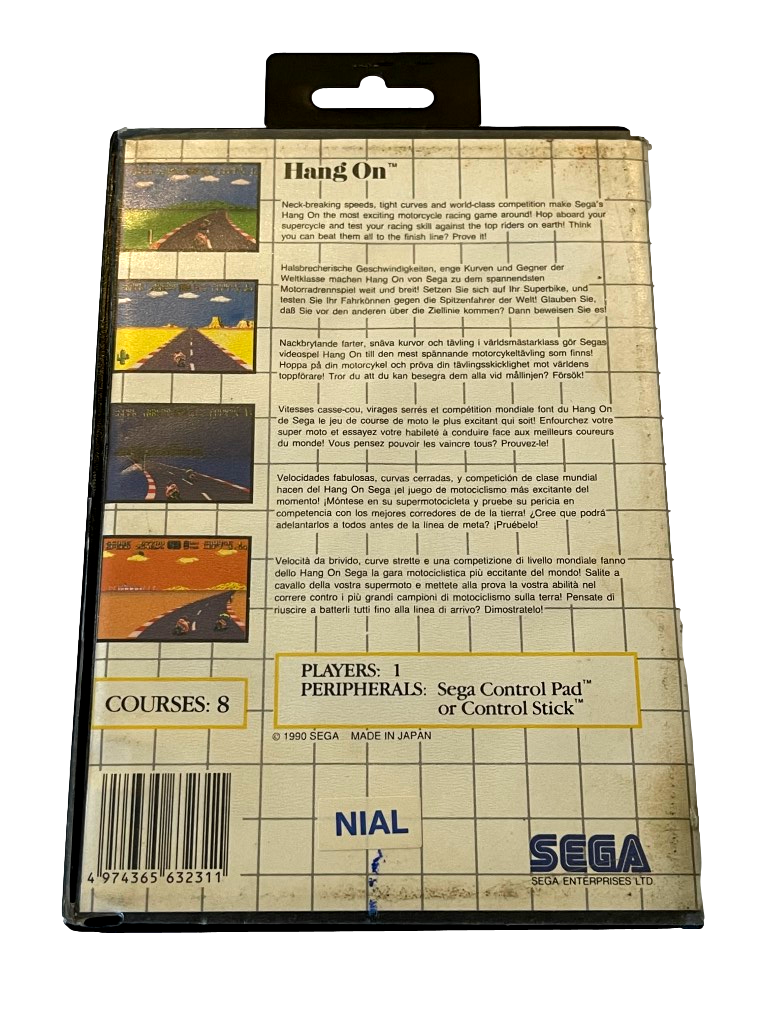 Hang On™
Neck-breaking speeds, tight curves and world-class competition make Sega's
Hang On the most exciting motorcycle racing game around! Hop aboard your
supercycle and test your racing skill against the top riders on earth! Think
you can beat them all to the finish line? Prove it!
Halsbrecherische Geschwindigkeiten, enge Kurven und Gegner der
Weltklasse machen Hang On von Sega zu dem spannendsten
Motorradrennspiel weit und breit! Setzen Sie sich auf Ihr Superbike, und
testen Sie Ihr Fahrkönnen gegen die Spitzenfahrer der Welt! Glauben Sie,
daß Sie vor den anderen über die Ziellinie kommen? Dann beweisen Sie es!
Nackbrytande farter, snäva kurvor och tävling i världsmästarklass gör Segas
videospel Hang On till den mest spännande motorcykeltävling som finns!
Hoppa på din motorcykel och pröva din tävlingsskicklighet mot världens
toppförare! Tror du att du kan besegra dem alla vid mållinjen? Försök!
Vitesses casse-cou, virages serrés et compétition mondiale font du Hang On
de Sega le jeu de course de moto le plus excitant qui soit! Enfourchez votre
super moto et essayez votre habileté à conduire face aux meilleurs coureurs
du monde! Vous pensez pouvoir les vaincre tous? Prouvez-le!
Velocidades fabulosas, curvas cerradas, y competición de clase mundial
hacen del Hang On Sega ¡el juego de motociclismo más excitante del
momento! ¡Móntese en su supermotocicleta y pruebe su pericia en
competencia con los mejores corredores de de la tierra! ¿Cree que podrá
adelantarlos a todos antes de la línea de meta? ¡Pruébelo!
Velocità da brivido, curve strette e una competizione di livello mondiale fanno
dello Hang On Sega la gara motociclistica più eccitante del mondo! Salite a
cavallo della vostra supermoto e mettete alla prova la vostra abilità nel
correre contro i più grandi campioni di motociclismo sulla terra! Pensate di
riuscire a batterli tutti fino alla linea di arrivo? Dimostratelo!
PLAYERS: 1
PERIPHERALS: Sega Control Pad™
or Control Stick™
COURSES: 8
© 1990 SEGA MADE IN JAPAN
NIAL
4 974365 632311
SEGA
SEGA ENTERPRISES LTD.